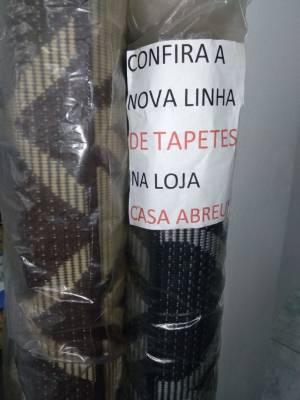 CONFIRA A
NOVA LINHA
DE TAPETES
NA LOJA
CASA ABREU